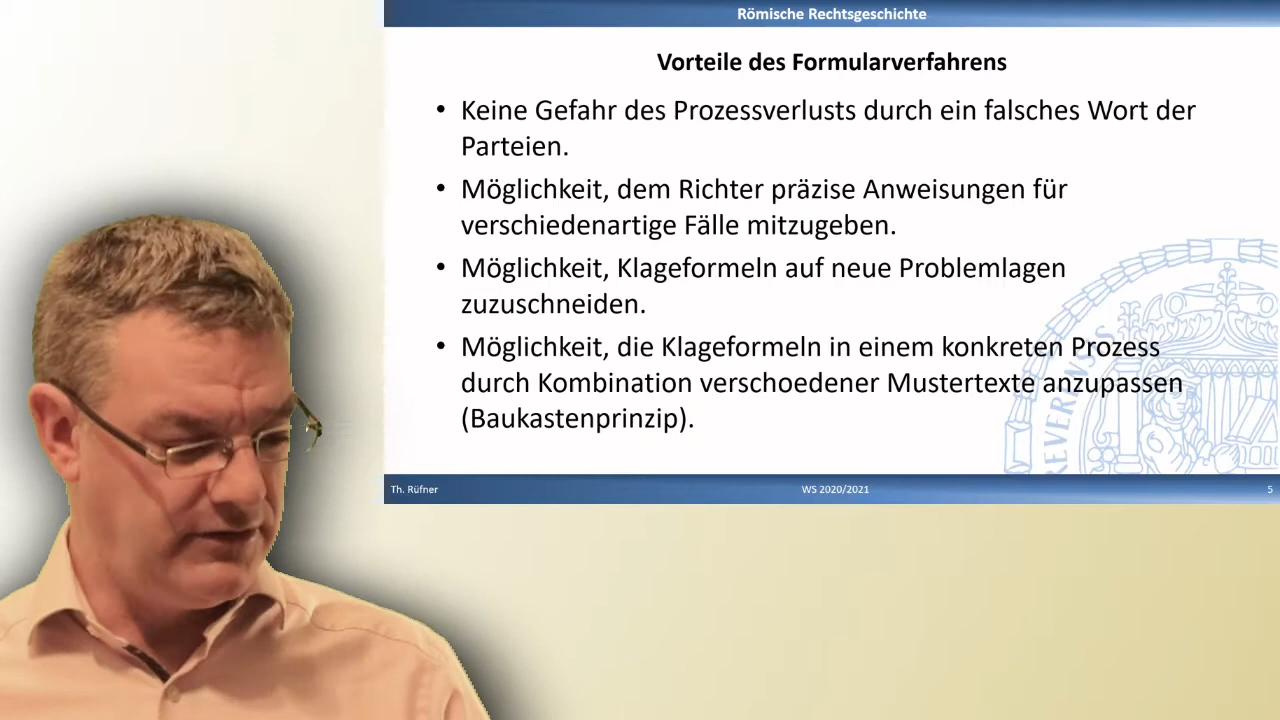 Römische Rechtsgeschichte
Vorteile des Formularverfahrens
• Keine Gefahr des Prozessverlusts durch ein falsches Wort der
Parteien.
• Möglichkeit, dem Richter präzise Anweisungen für
verschiedenartige Fälle mitzugeben.
• Möglichkeit, Klageformeln auf neue Problemlagen
zuzuschneiden.
• Möglichkeit, die Klageformeln in einem konkreten Prozess
durch Kombination verschoedener Mustertexte anzupassen
(Baukastenprinzip).
REVERENSIS
Th. Rüfner
WS 2020/2021
5